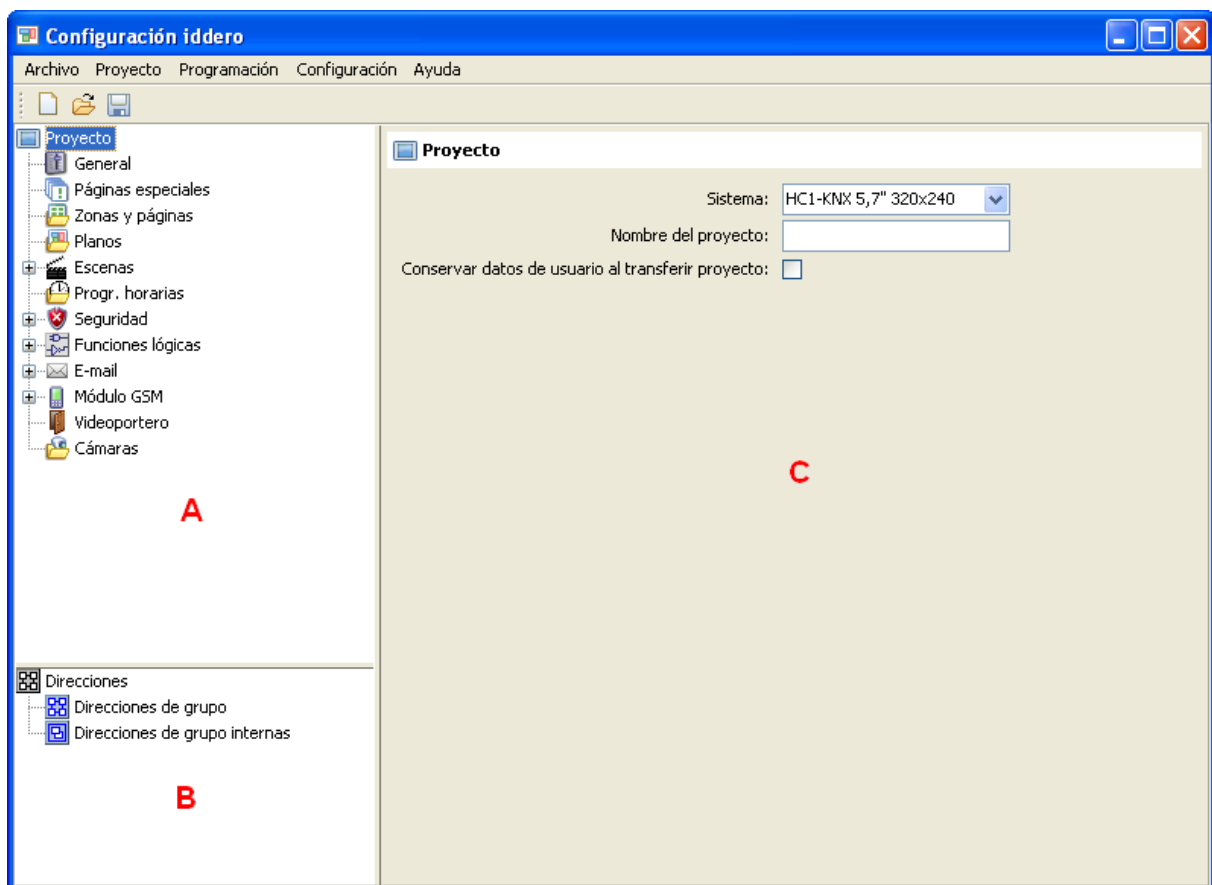 Configuración iddero
Archivo Proyecto Programación Configuración Ayuda
Proyecto
General
Páginas especiales
Zonas y páginas
Planos
Escenas
Progr. horarias
Seguridad
Funciones lógicas
E-mail
Módulo GSM
Videoportero
Cámaras
A
Direcciones
Direcciones de grupo
Direcciones de grupo internas
B
Proyecto
Sistema: HC1-KNX 5,7" 320x240
Nombre del proyecto:
Conservar datos de usuario al transferir proyecto:
C